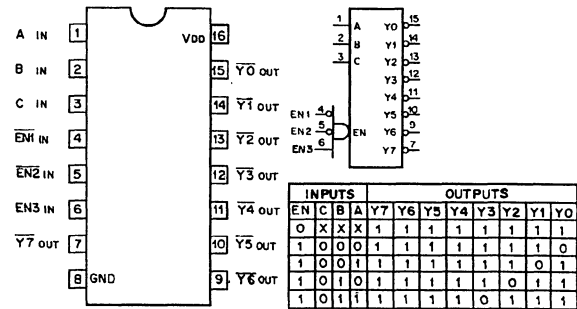 A IN 1 VDD 16
B IN 2 15 Y0 OUT
C IN 3 14 Y1 OUT
EN1 IN 4 13 Y2 OUT
EN2 IN 5 12 Y3 OUT
EN3 IN 6 11 Y4 OUT
Y7 OUT 7 10 Y5 OUT
8 GND 9 Y6 OUT
1 A Y0 15
2 B Y1 14
3 C Y2 13
Y3 12
Y4 11
EN1 4 Y5 10
EN2 5 EN Y6 9
EN3 6 Y7 7
INPUTS OUTPUTS
EN C B A Y7 Y6 Y5 Y4 Y3 Y2 Y1 Y0
0 X X X 1 1 1 1 1 1 1 1
1 0 0 0 1 1 1 1 1 1 1 0
1 0 0 1 1 1 1 1 1 1 0 1
1 0 1 0 1 1 1 1 1 0 1 1
1 0 1 1 1 1 1 1 0 1 1 1